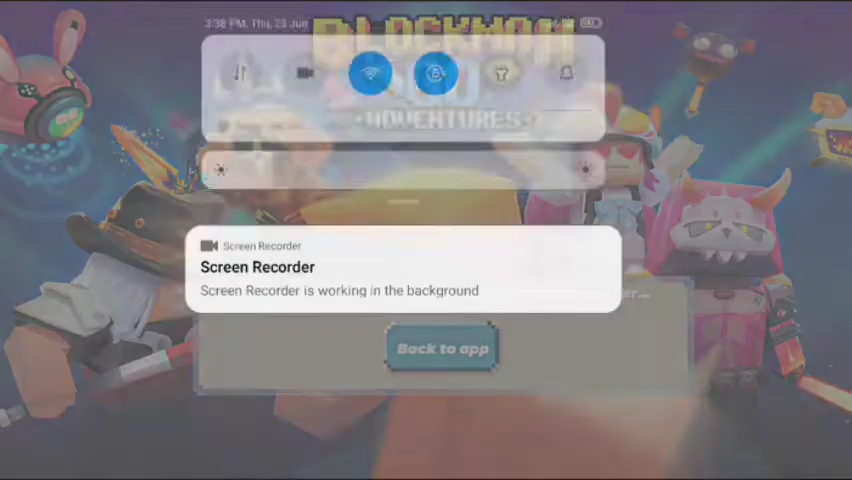 3:38 PM, Thu, 23 Jun
BLOCKMAN
GO
•ADVENTURES•
Screen Recorder
Screen Recorder
Screen Recorder is working in the background
Back to app